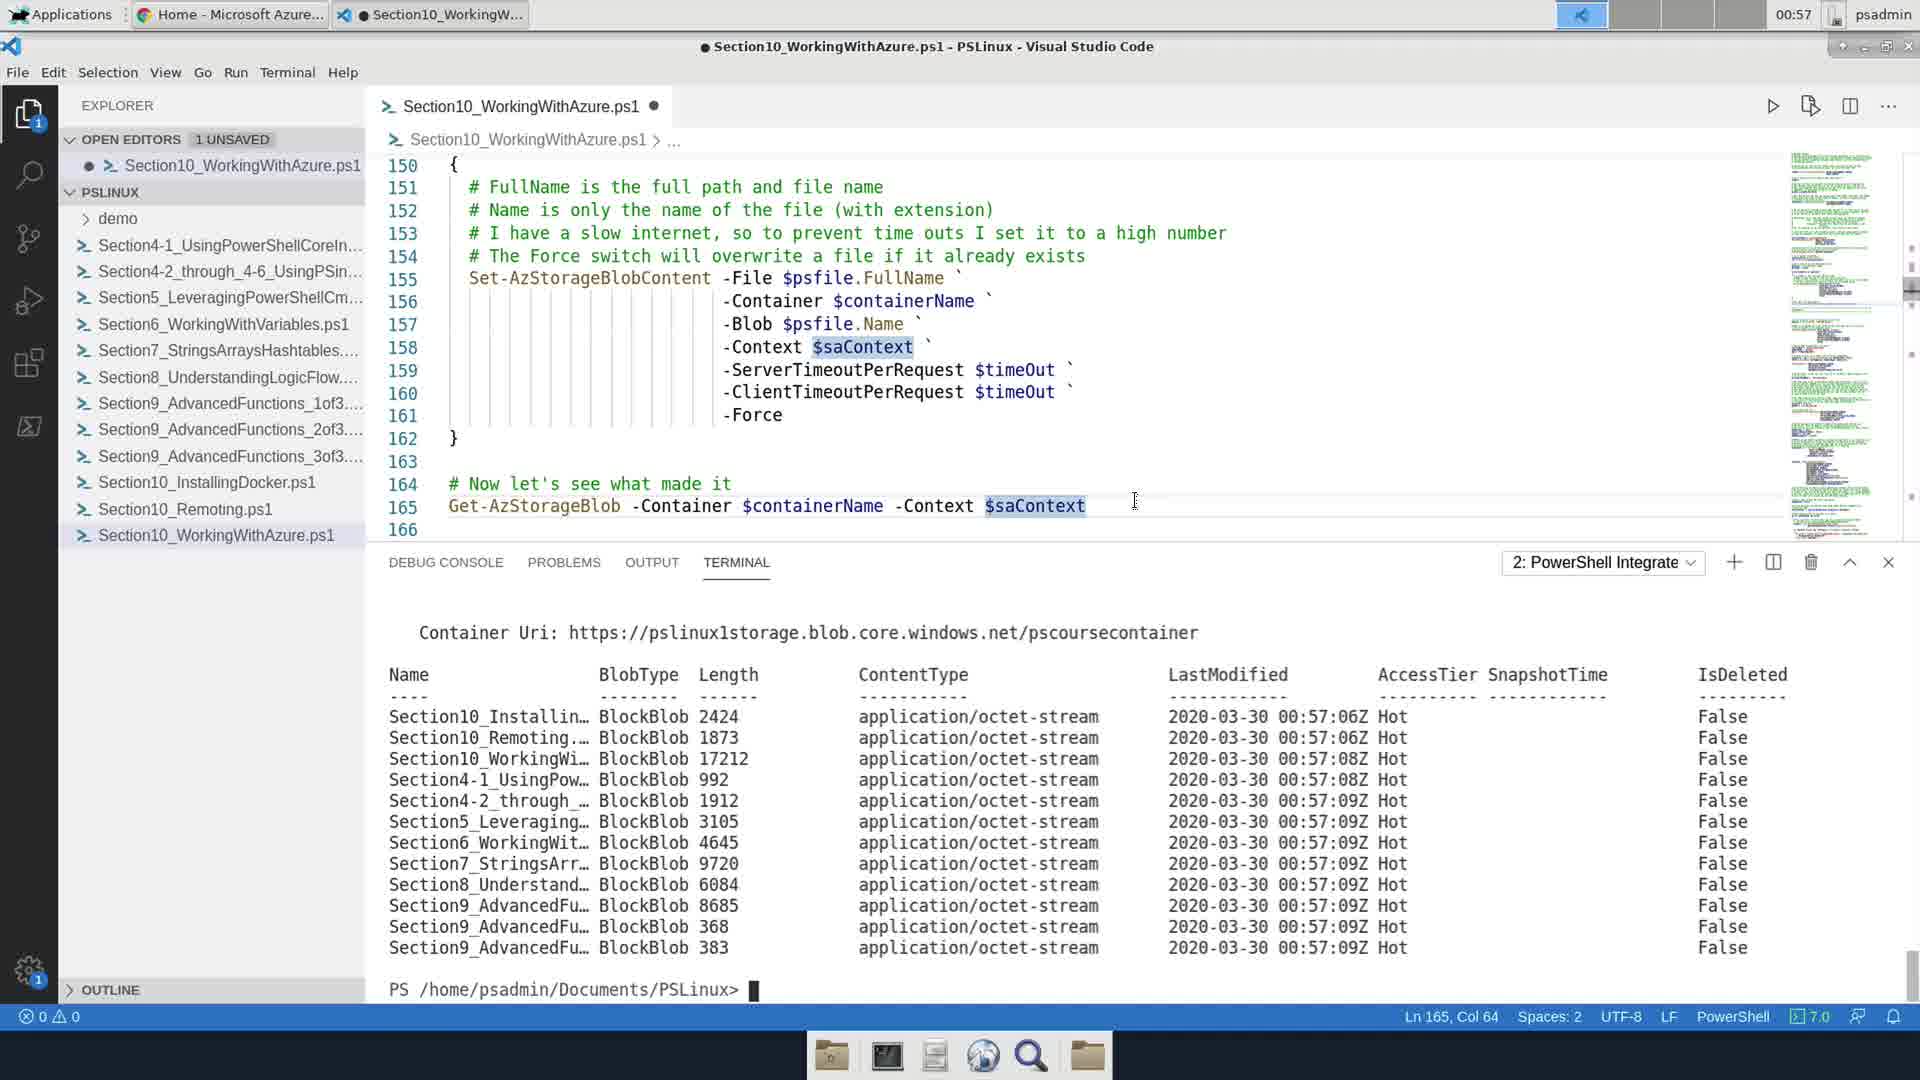 Applications
Home - Microsoft Azure...
Section10_WorkingW...
00:57
psadmin
Section10_WorkingWithAzure.ps1 - PSLinux - Visual Studio Code
File Edit Selection View Go Run Terminal Help
EXPLORER
OPEN EDITORS 1 UNSAVED
Section10_WorkingWithAzure.ps1
PSLINUX
demo
Section4-1_UsingPowerShellCoreIn...
Section4-2_through_4-6_UsingPSin...
Section5_LeveragingPowerShellCm...
Section6_WorkingWithVariables.ps1
Section7_StringsArraysHashtables....
Section8_UnderstandingLogicFlow....
Section9_AdvancedFunctions_1of3....
Section9_AdvancedFunctions_2of3....
Section9_AdvancedFunctions_3of3....
Section10_InstallingDocker.ps1
Section10_Remoting.ps1
Section10_WorkingWithAzure.ps1
OUTLINE
1
1
Section10_WorkingWithAzure.ps1
Section10_WorkingWithAzure.ps1 > ...
150 {
151 # FullName is the full path and file name
152 # Name is only the name of the file (with extension)
153 # I have a slow internet, so to prevent time outs I set it to a high number
154 # The Force switch will overwrite a file if it already exists
155 Set-AzStorageBlobContent -File $psfile.FullName `
156 -Container $containerName `
157 -Blob $psfile.Name `
158 -Context $saContext `
159 -ServerTimeoutPerRequest $timeOut `
160 -ClientTimeoutPerRequest $timeOut `
161 -Force
162 }
163
164 # Now let's see what made it
165 Get-AzStorageBlob -Container $containerName -Context $saContext
166
DEBUG CONSOLE PROBLEMS OUTPUT TERMINAL
2: PowerShell Integrate
Container Uri: https://pslinux1storage.blob.core.windows.net/pscoursecontainer
Name BlobType Length ContentType LastModified AccessTier SnapshotTime IsDeleted
---- -------- ------ ----------- ------------ ---------- ------------ ---------
Section10_Installin… BlockBlob 2424 application/octet-stream 2020-03-30 00:57:06Z Hot False
Section10_Remoting.… BlockBlob 1873 application/octet-stream 2020-03-30 00:57:06Z Hot False
Section10_WorkingWi… BlockBlob 17212 application/octet-stream 2020-03-30 00:57:08Z Hot False
Section4-1_UsingPow… BlockBlob 992 application/octet-stream 2020-03-30 00:57:08Z Hot False
Section4-2_through_… BlockBlob 1912 application/octet-stream 2020-03-30 00:57:09Z Hot False
Section5_Leveraging… BlockBlob 3105 application/octet-stream 2020-03-30 00:57:09Z Hot False
Section6_WorkingWit… BlockBlob 4645 application/octet-stream 2020-03-30 00:57:09Z Hot False
Section7_StringsArr… BlockBlob 9720 application/octet-stream 2020-03-30 00:57:09Z Hot False
Section8_Understand… BlockBlob 6084 application/octet-stream 2020-03-30 00:57:09Z Hot False
Section9_AdvancedFu… BlockBlob 8685 application/octet-stream 2020-03-30 00:57:09Z Hot False
Section9_AdvancedFu… BlockBlob 368 application/octet-stream 2020-03-30 00:57:09Z Hot False
Section9_AdvancedFu… BlockBlob 383 application/octet-stream 2020-03-30 00:57:09Z Hot False
PS /home/psadmin/Documents/PSLinux>
0 0
Ln 165, Col 64 Spaces: 2 UTF-8 LF PowerShell 7.0